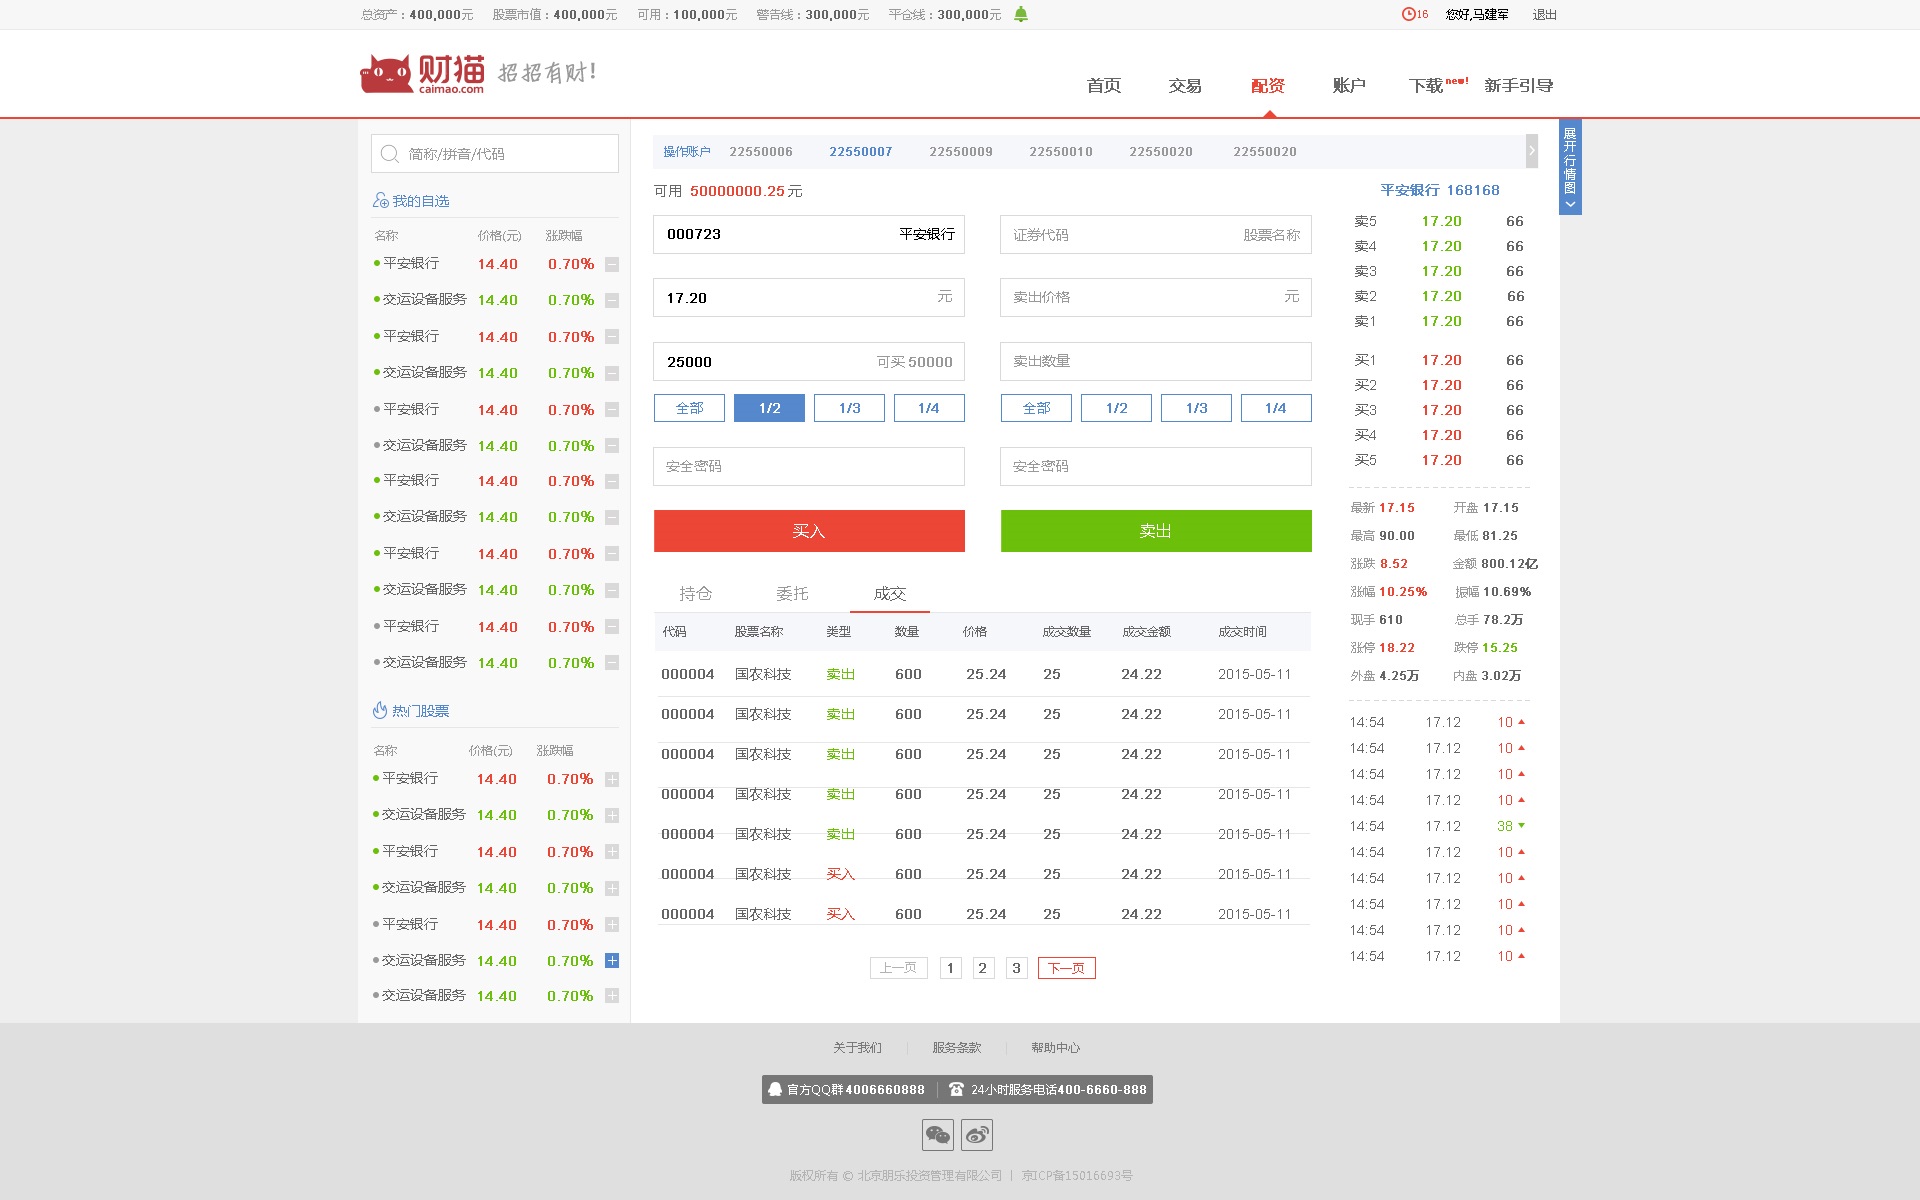 总资产：400,000元 股票市值：400,000元 可用：100,000元 警告线：300,000元 平仓线：300,000元 16 您好,马建军 退出
财猫 caimao.com 招招有财!
首页 交易 配资 账户 下载 new! 新手引导
简称/拼音/代码
我的自选
名称 价格(元) 涨跌幅
平安银行 14.40 0.70%
交运设备服务 14.40 0.70%
平安银行 14.40 0.70%
交运设备服务 14.40 0.70%
平安银行 14.40 0.70%
交运设备服务 14.40 0.70%
平安银行 14.40 0.70%
交运设备服务 14.40 0.70%
平安银行 14.40 0.70%
交运设备服务 14.40 0.70%
平安银行 14.40 0.70%
交运设备服务 14.40 0.70%
热门股票
名称 价格(元) 涨跌幅
平安银行 14.40 0.70%
交运设备服务 14.40 0.70%
平安银行 14.40 0.70%
交运设备服务 14.40 0.70%
平安银行 14.40 0.70%
交运设备服务 14.40 0.70%
交运设备服务 14.40 0.70%
操作账户 22550006 22550007 22550009 22550010 22550020 22550020
可用 50000000.25元
000723 平安银行
17.20 元
25000 可买 50000
全部 1/2 1/3 1/4
安全密码
买入
证券代码 股票名称
卖出价格 元
卖出数量
全部 1/2 1/3 1/4
安全密码
卖出
持仓 委托 成交
代码 股票名称 类型 数量 价格 成交数量 成交金额 成交时间
000004 国农科技 卖出 600 25.24 25 24.22 2015-05-11
000004 国农科技 卖出 600 25.24 25 24.22 2015-05-11
000004 国农科技 卖出 600 25.24 25 24.22 2015-05-11
000004 国农科技 卖出 600 25.24 25 24.22 2015-05-11
000004 国农科技 卖出 600 25.24 25 24.22 2015-05-11
000004 国农科技 买入 600 25.24 25 24.22 2015-05-11
000004 国农科技 买入 600 25.24 25 24.22 2015-05-11
上一页 1 2 3 下一页
平安银行 168168
卖5 17.20 66
卖4 17.20 66
卖3 17.20 66
卖2 17.20 66
卖1 17.20 66
买1 17.20 66
买2 17.20 66
买3 17.20 66
买4 17.20 66
买5 17.20 66
最新 17.15 开盘 17.15
最高 90.00 最低 81.25
涨跌 8.52 金额 800.12亿
涨幅 10.25% 振幅 10.69%
现手 610 总手 78.2万
涨停 18.22 跌停 15.25
外盘 4.25万 内盘 3.02万
14:54 17.12 10
14:54 17.12 10
14:54 17.12 10
14:54 17.12 10
14:54 17.12 38
14:54 17.12 10
14:54 17.12 10
14:54 17.12 10
14:54 17.12 10
14:54 17.12 10
展开行情图
关于我们 服务条款 帮助中心
官方QQ群4006660888 24小时服务电话400-6660-888
版权所有 © 北京朋乐投资管理有限公司 | 京ICP备15016693号